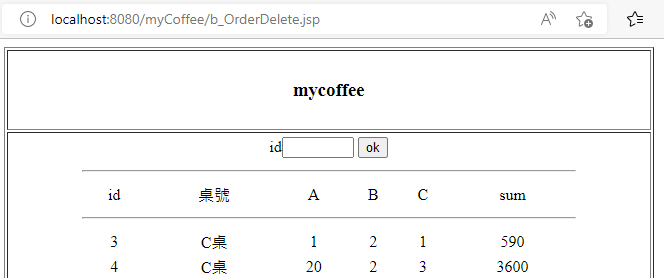 localhost:8080/myCoffee/b_OrderDelete.jsp
mycoffee
id ok
id 桌號 A B C sum
3 C桌 1 2 1 590
4 C桌 20 2 3 3600